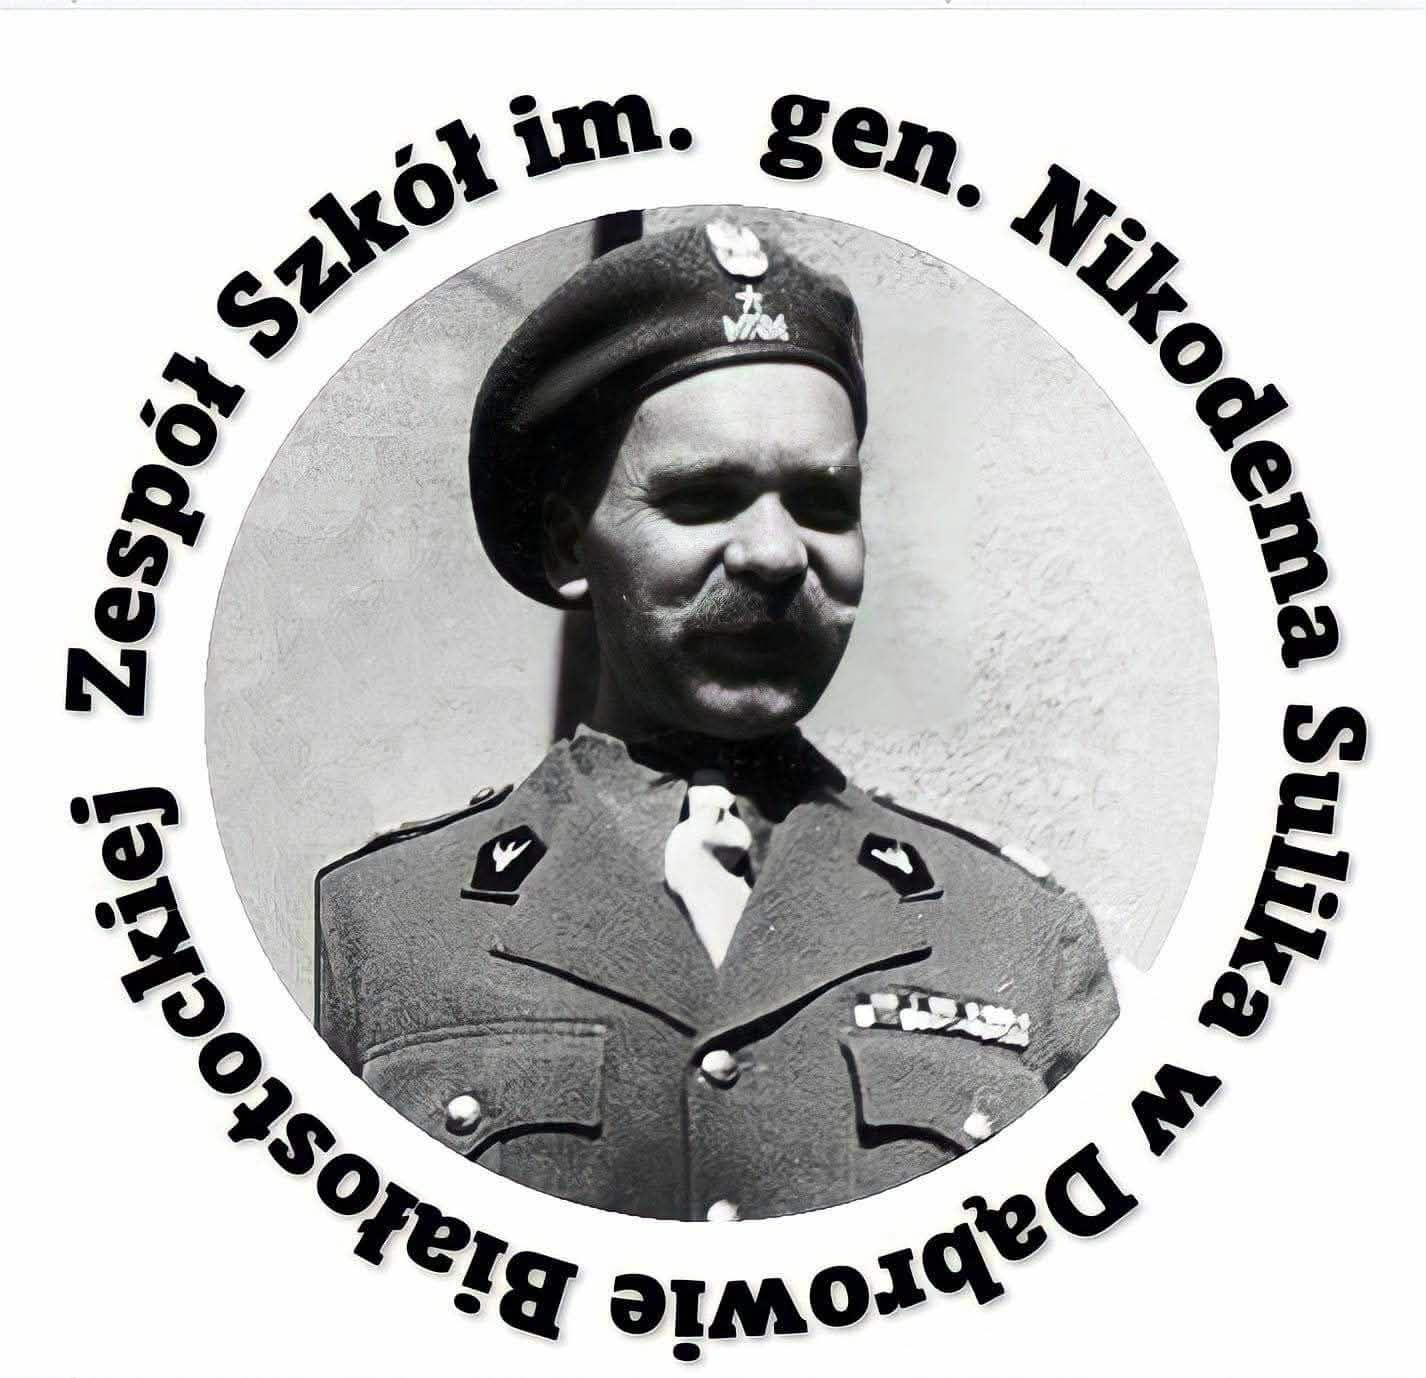 Zespół Szkół im. gen. Nikodema Sulika w Dąbrowie Białostockiej